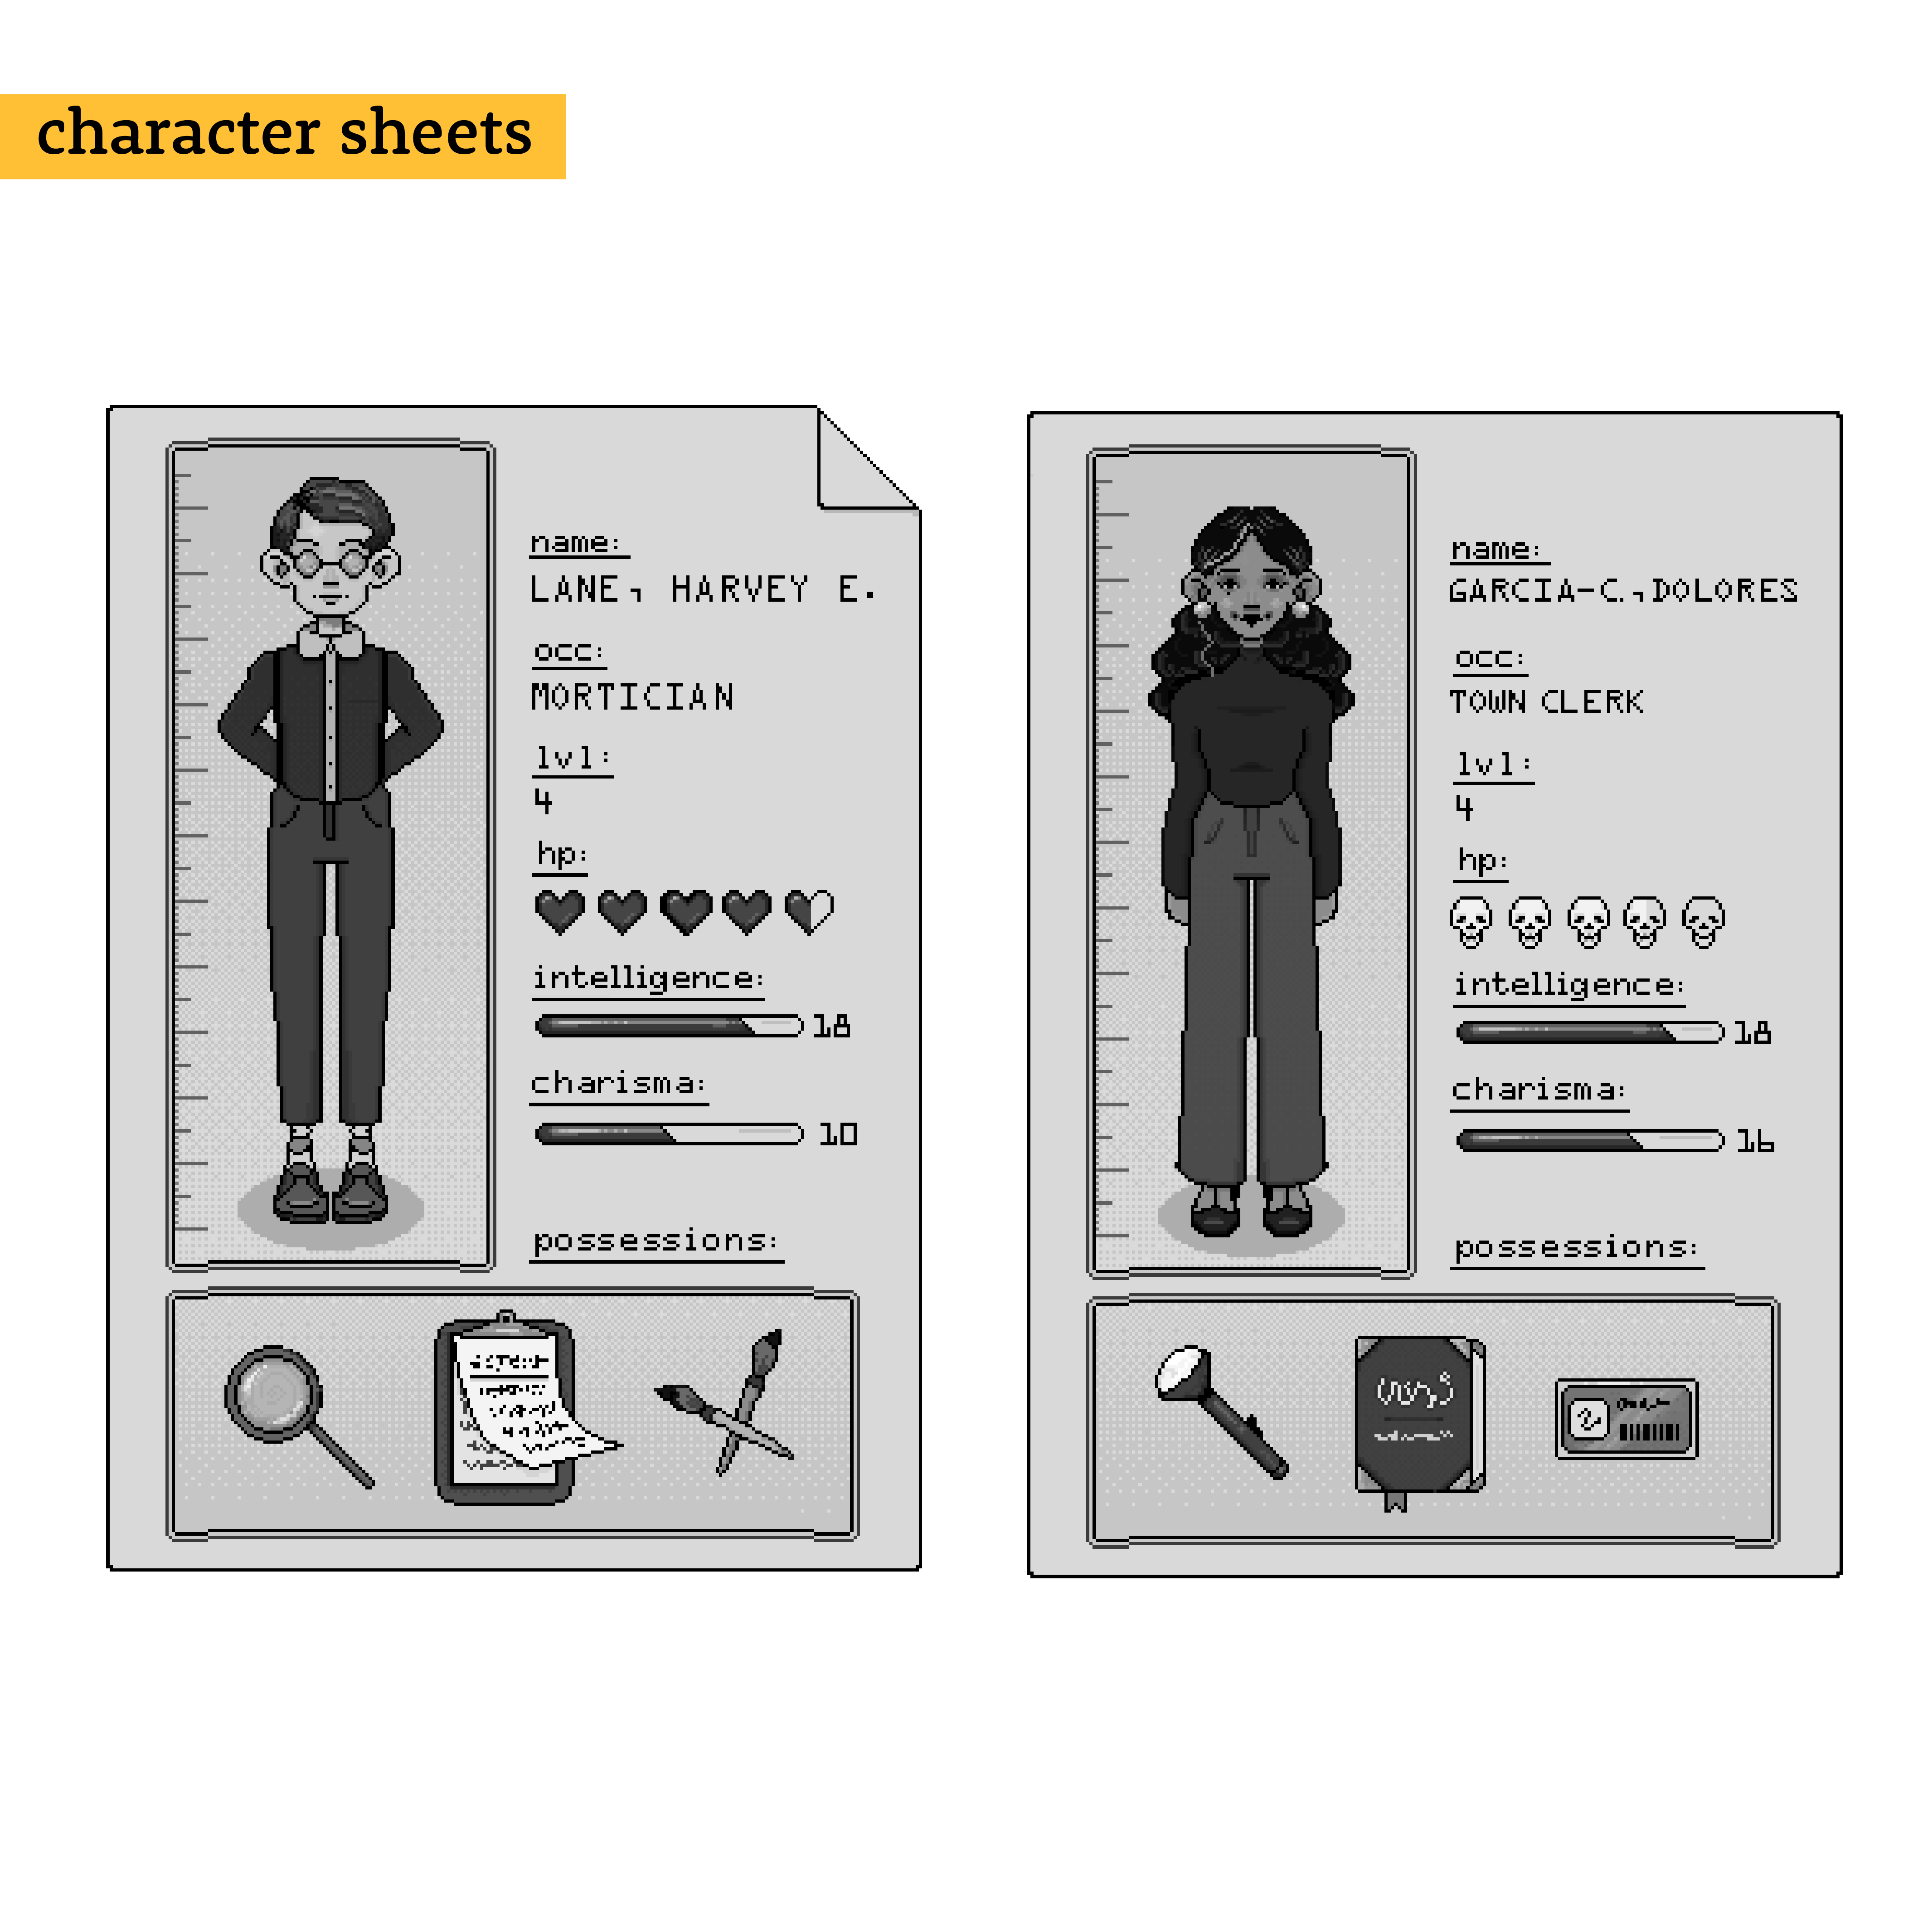 character sheets
name:
LANE, HARVEY E.
occ:
MORTICIAN
lvl:
4
hp:
intelligence:
18
charisma:
10
possessions:
name:
GARCIA-C.,DOLORES
occ:
TOWN CLERK
lvl:
4
hp:
intelligence:
18
charisma:
16
possessions: